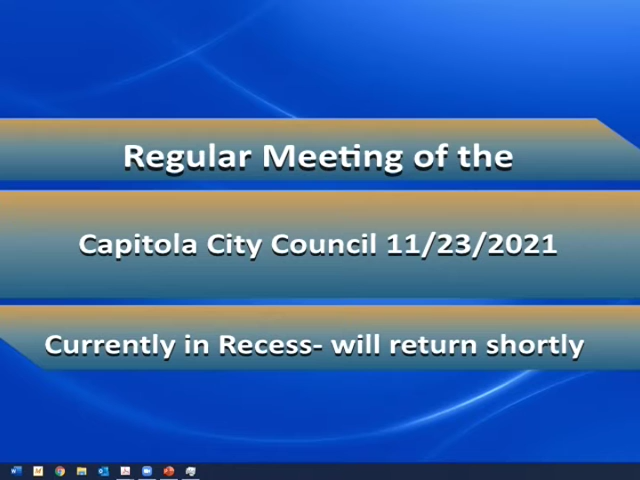 Regular Meeting of the
Capitola City Council 11/23/2021
Currently in Recess- will return shortly